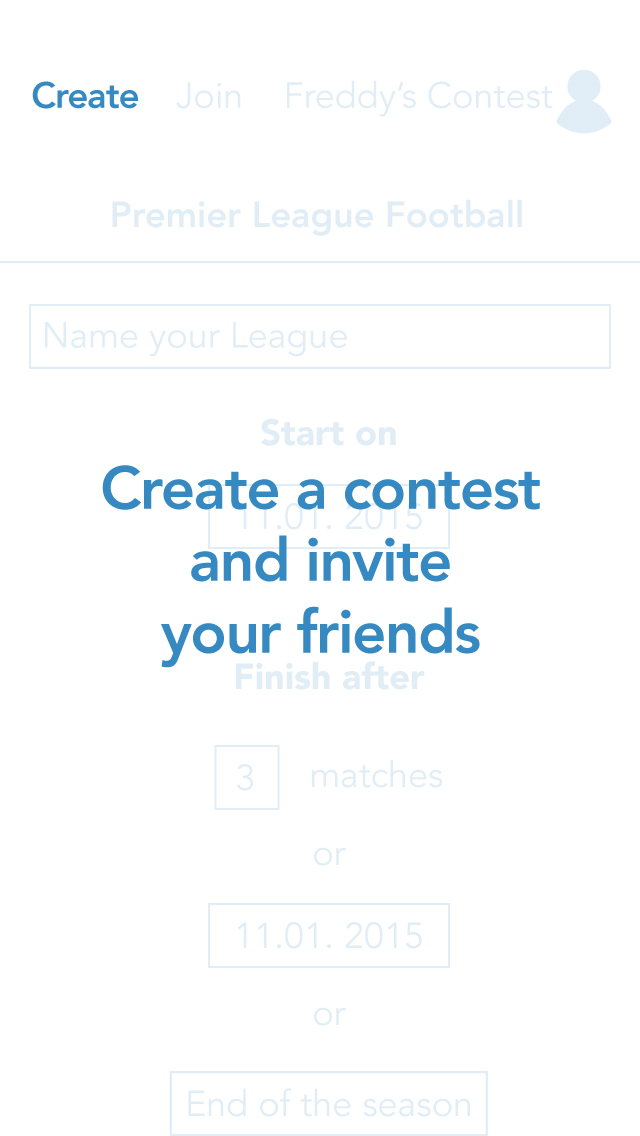 Create Join Freddy’s Contest
Premier League Football
Name your League
Start on
Create a contest
11.01. 2015
and invite
your friends
Finish after
3 matches
or
11.01. 2015
or
End of the season